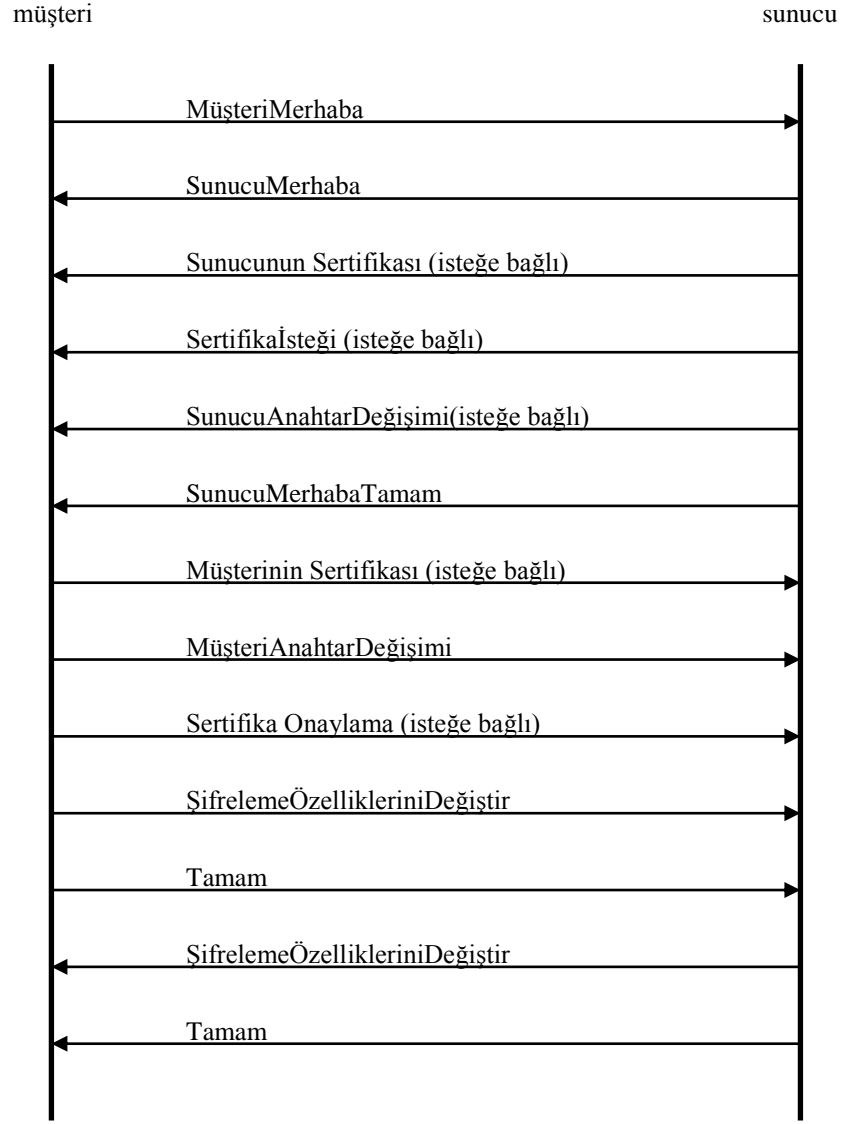 müşteri sunucu
MüşteriMerhaba
SunucuMerhaba
Sunucunun Sertifikası (isteğe bağlı)
Sertifikaİsteği (isteğe bağlı)
SunucuAnahtarDeğişimi(isteğe bağlı)
SunucuMerhabaTamam
Müşterinin Sertifikası (isteğe bağlı)
MüşteriAnahtarDeğişimi
Sertifika Onaylama (isteğe bağlı)
ŞifrelemeÖzellikleriniDeğiştir
Tamam
ŞifrelemeÖzellikleriniDeğiştir
Tamam